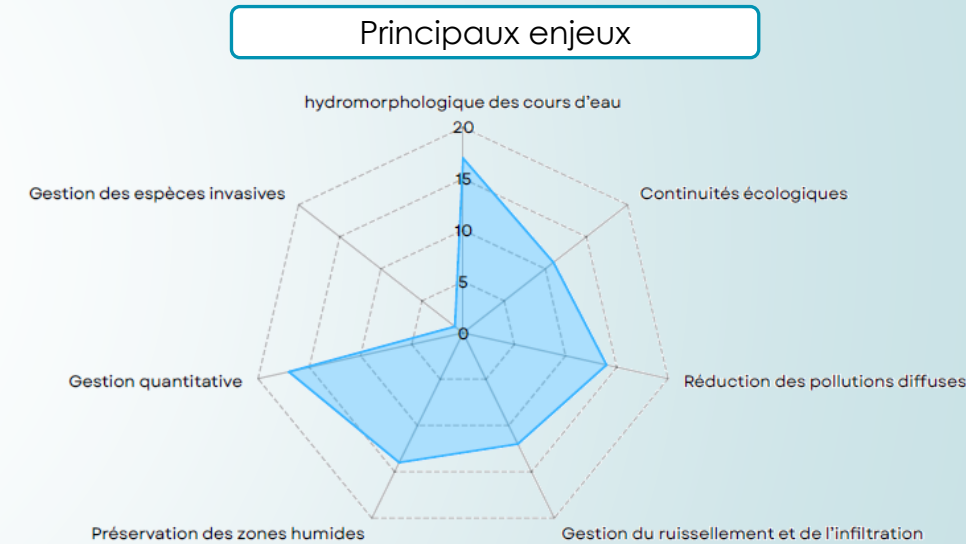 Principaux enjeux
hydromorphologique des cours d'eau
20
Gestion des espèces invasives
15
Continuités écologiques
10
5
0
Gestion quantitative
Réduction des pollutions diffuses
Préservation des zones humides
Gestion du ruissellement et de l'infiltration